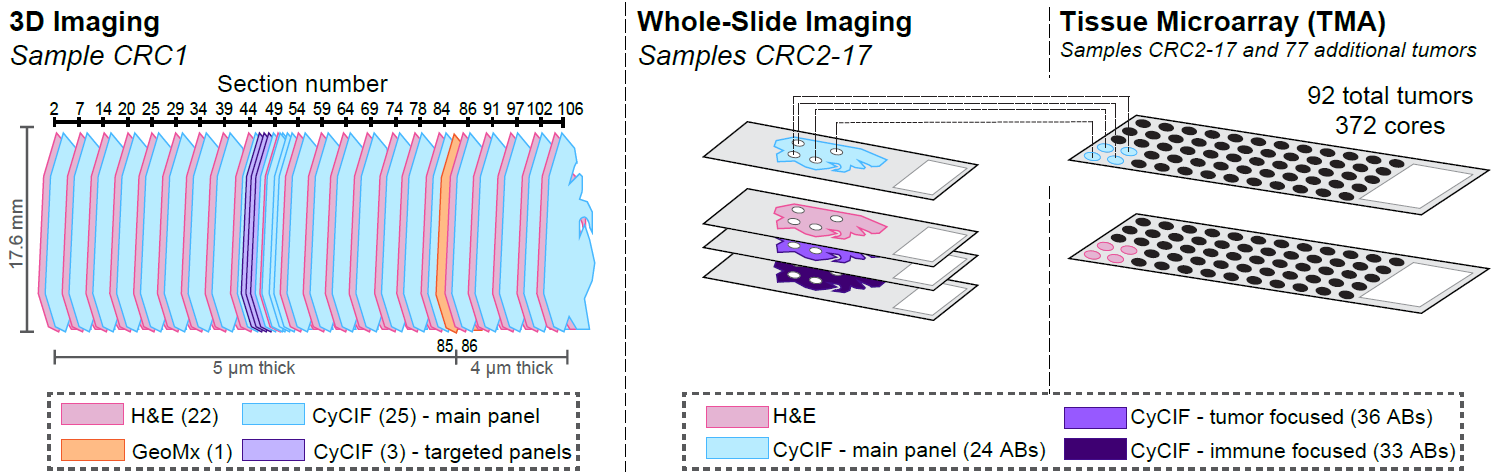 3D Imaging
Sample CRC1
Section number
2 7 14 20 25 29 34 39 44 49 54 59 64 69 74 78 84 86 91 97 102 106
17.6 mm
85 86
5 µm thick
4 µm thick
H&E (22)
CyCIF (25) - main panel
GeoMx (1)
CyCIF (3) - targeted panels
Whole-Slide Imaging
Samples CRC2-17
Tissue Microarray (TMA)
Samples CRC2-17 and 77 additional tumors
92 total tumors
372 cores
H&E
CyCIF - tumor focused (36 ABs)
CyCIF - main panel (24 ABs)
CyCIF - immune focused (33 ABs)